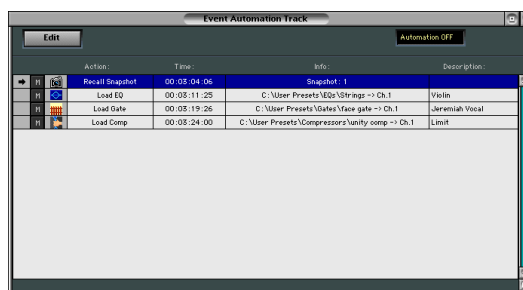 Event Automation Track
Edit
Automation OFF
Action: Time: Info: Description:
M Recall Snapshot 00:03:04:06 Snapshot: 1
M Load EQ 00:03:11:25 C:\User Presets\EQs\Strings -> Ch.1 Violin
M Load Gate 00:03:19:26 C:\User Presets\Gates\face gate -> Ch.1 Jeremiah Vocal
M Load Comp 00:03:24:00 C:\User Presets\Compressors\unity comp -> Ch.1 Limit